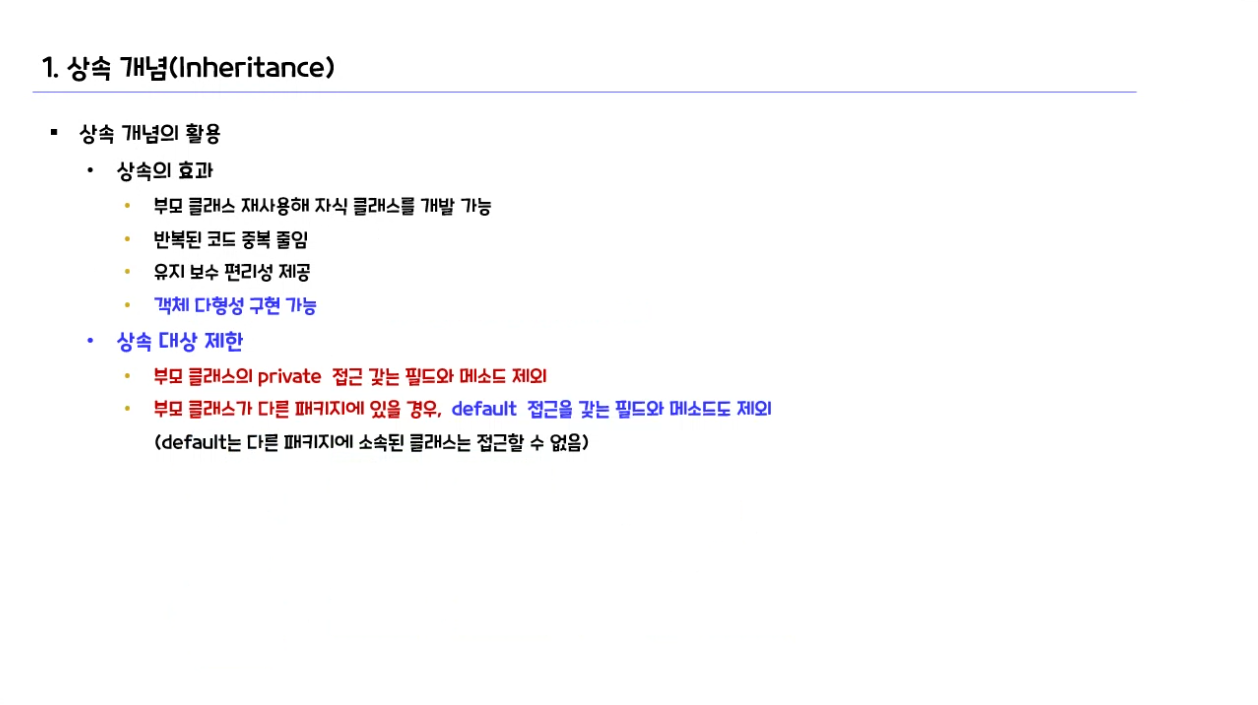 1. 상속 개념(Inheritance)
▪ 상속 개념의 활용
• 상속의 효과
• 부모 클래스 재사용해 자식 클래스를 개발 가능
• 반복된 코드 중복 줄임
• 유지 보수 편리성 제공
• 객체 다형성 구현 가능
• 상속 대상 제한
• 부모 클래스의 private 접근 갖는 필드와 메소드 제외
• 부모 클래스가 다른 패키지에 있을 경우, default 접근을 갖는 필드와 메소드도 제외
(default는 다른 패키지에 소속된 클래스는 접근할 수 없음)